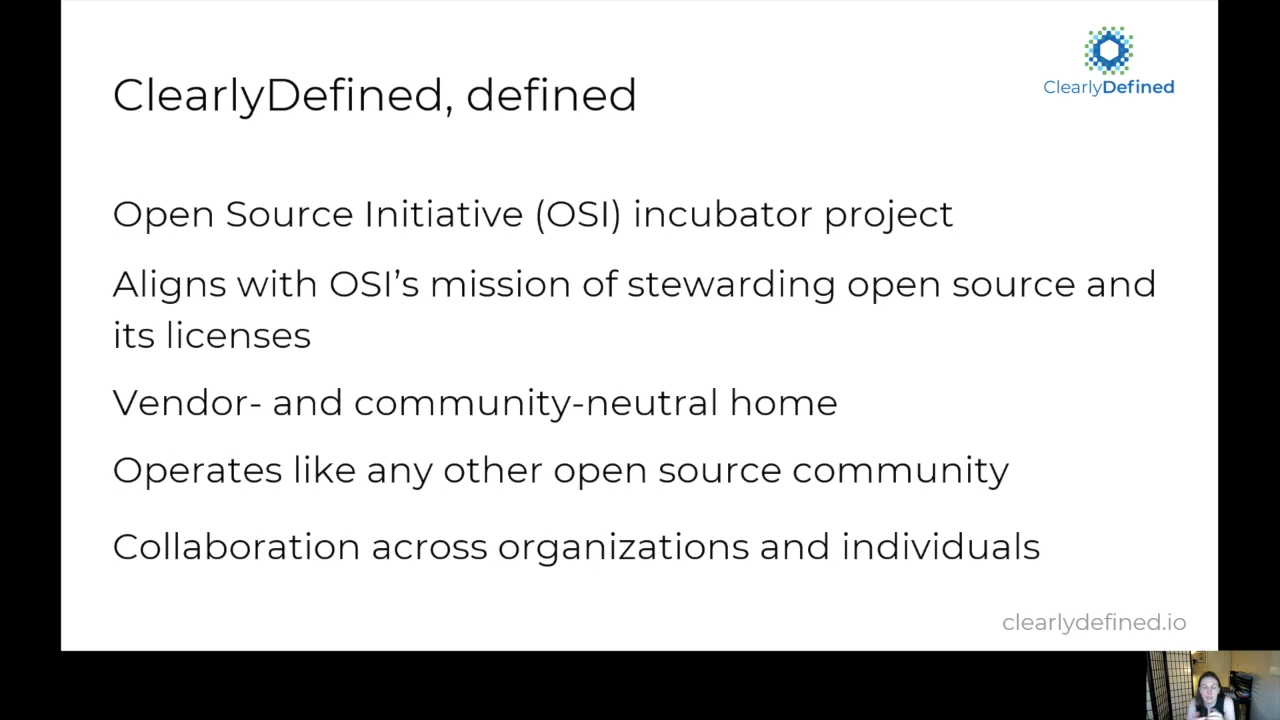 ClearlyDefined, defined
ClearlyDefined
Open Source Initiative (OSI) incubator project
Aligns with OSI’s mission of stewarding open source and
its licenses
Vendor- and community-neutral home
Operates like any other open source community
Collaboration across organizations and individuals
clearlydefined.io